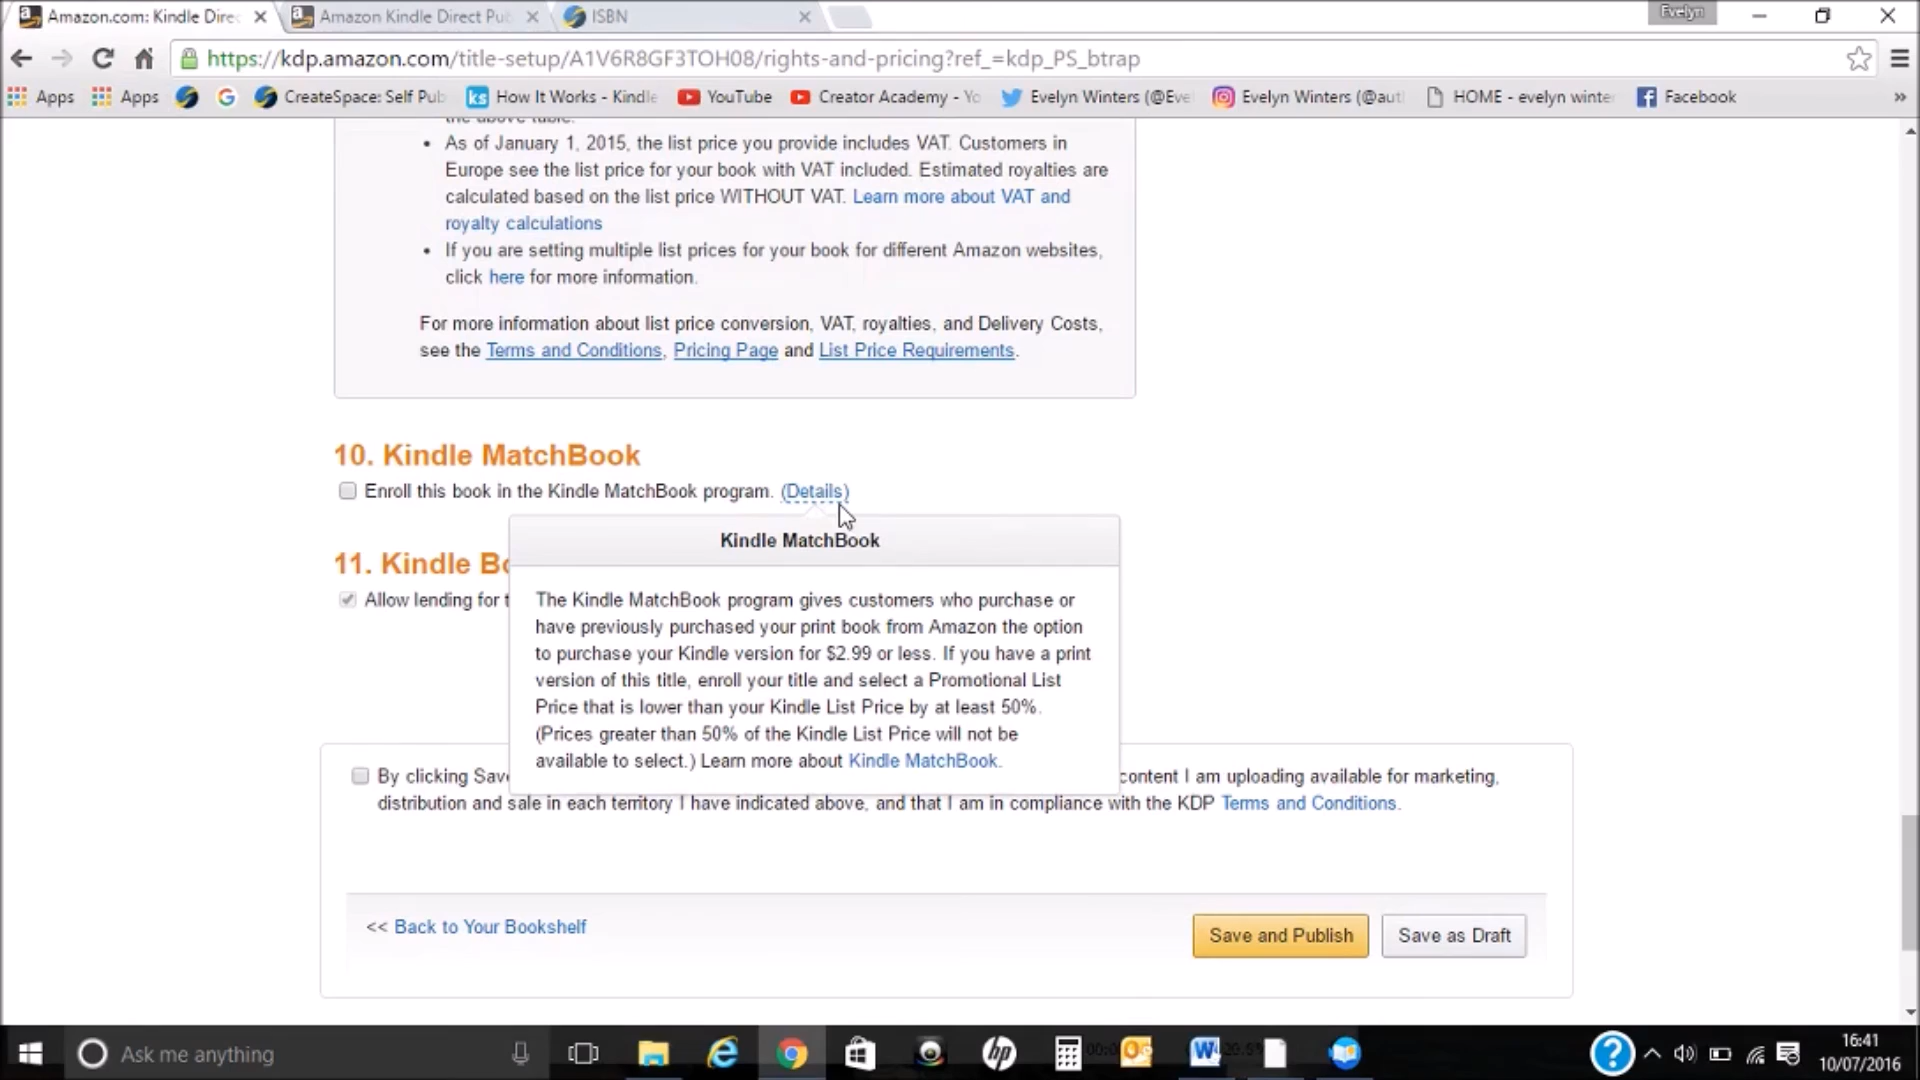 Amazon.com: Kindle Dire
Amazon Kindle Direct Pu
ISBN
Evelyn
https://kdp.amazon.com/title-setup/A1V6R8GF3TOH08/rights-and-pricing?ref_=kdp_PS_btrap
Apps
Apps
CreateSpace: Self Pub
ks How It Works - Kindle
YouTube
Creator Academy - Yo
Evelyn Winters (@Eve
Evelyn Winters (@aut
HOME - evelyn winte
Facebook
»
the above table.
• As of January 1, 2015, the list price you provide includes VAT. Customers in
Europe see the list price for your book with VAT included. Estimated royalties are
calculated based on the list price WITHOUT VAT. Learn more about VAT and
royalty calculations
• If you are setting multiple list prices for your book for different Amazon websites,
click here for more information.
For more information about list price conversion, VAT, royalties, and Delivery Costs,
see the Terms and Conditions, Pricing Page and List Price Requirements.
10. Kindle MatchBook
Enroll this book in the Kindle MatchBook program. (Details)
Kindle MatchBook
11. Kindle Bo
Allow lending for t
The Kindle MatchBook program gives customers who purchase or
have previously purchased your print book from Amazon the option
to purchase your Kindle version for $2.99 or less. If you have a print
version of this title, enroll your title and select a Promotional List
Price that is lower than your Kindle List Price by at least 50%.
(Prices greater than 50% of the Kindle List Price will not be
available to select.) Learn more about Kindle MatchBook.
By clicking Save content I am uploading available for marketing,
distribution and sale in each territory I have indicated above, and that I am in compliance with the KDP Terms and Conditions.
<< Back to Your Bookshelf
Save and Publish
Save as Draft
Ask me anything
hp
16:41
10/07/2016